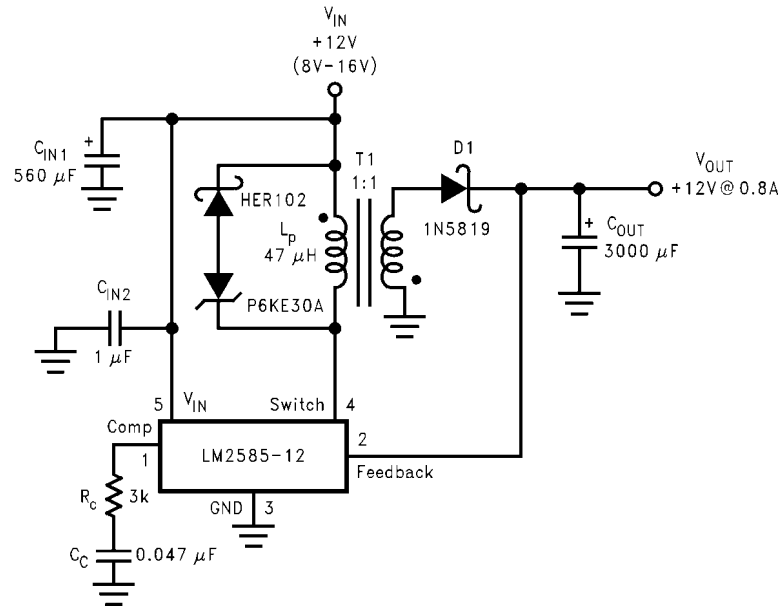 V_IN
+12V
(8V–16V)
C_IN1
+
560 μF
HER102
T1
1:1
D1
1N5819
V_OUT
+12V@ 0.8A
+
C_OUT
3000 μF
L_p
47 μH
P6KE30A
C_IN2
1 μF
5
V_IN
Switch
4
Comp
1
LM2585-12
2
Feedback
GND
3
R_c
3k
C_C
0.047 μF